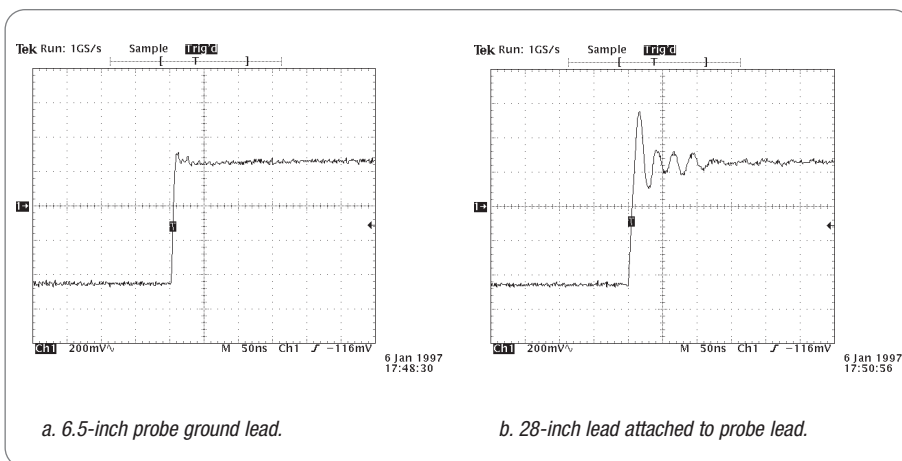 Tek Run: 1GS/s Sample Trig'd
[ T ]
T
1→
Ch1 200mV∿ M 50ns Ch1 ∫ −116mV
6 Jan 1997
17:48:30
a. 6.5-inch probe ground lead.
Tek Run: 1GS/s Sample Trig'd
[ T ]
T
1→
Ch1 200mV∿ M 50ns Ch1 ∫ −116mV
6 Jan 1997
17:50:56
b. 28-inch lead attached to probe lead.